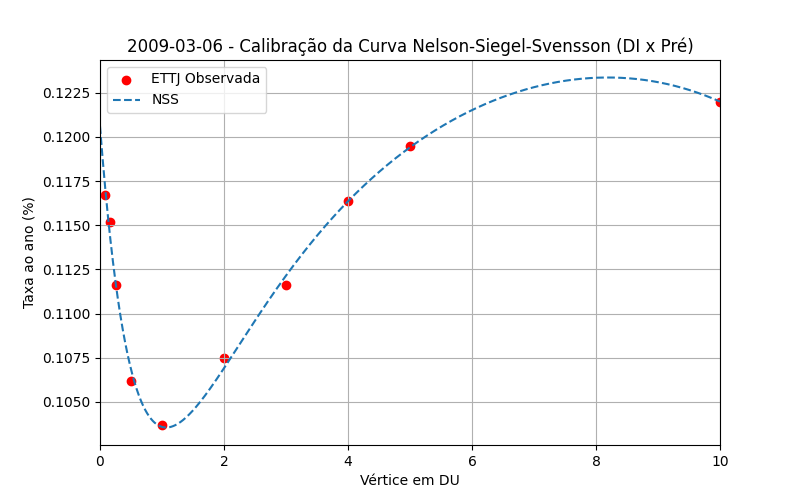 2009-03-06 - Calibração da Curva Nelson-Siegel-Svensson (DI x Pré)
ETTJ Observada
NSS
0.1225
0.1200
0.1175
0.1150
0.1125
0.1100
0.1075
0.1050
Taxa ao ano (%)
0 2 4 6 8 10
Vértice em DU